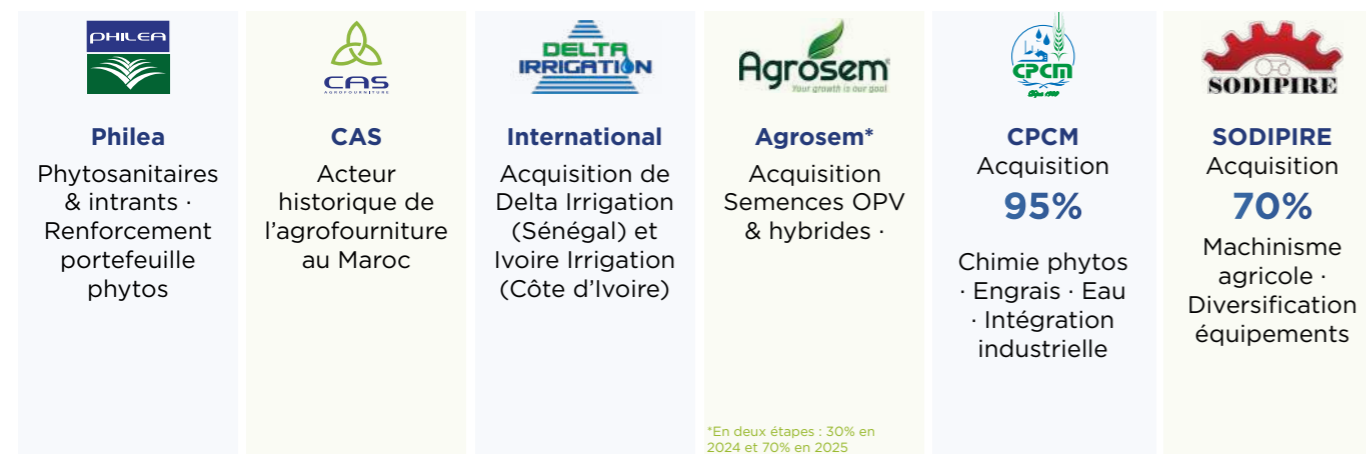 PHILEA
Philea
Phytosanitaires
& intrants ·
Renforcement
portefeuille
phytos
CAS
AGROFOURNITURE
CAS
Acteur
historique de
l'agrofourniture
au Maroc
DELTA
IRRIGATION
International
Acquisition de
Delta Irrigation
(Sénégal) et
Ivoire Irrigation
(Côte d'Ivoire)
Agrosem
Your growth is our goal
Agrosem*
Acquisition
Semences OPV
& hybrides ·
*En deux étapes : 30% en
2024 et 70% en 2025
CPCM
CPCM
Acquisition
95%
Chimie phytos
· Engrais · Eau
· Intégration
industrielle
SODIPIRE
SODIPIRE
Acquisition
70%
Machinisme
agricole ·
Diversification
équipements